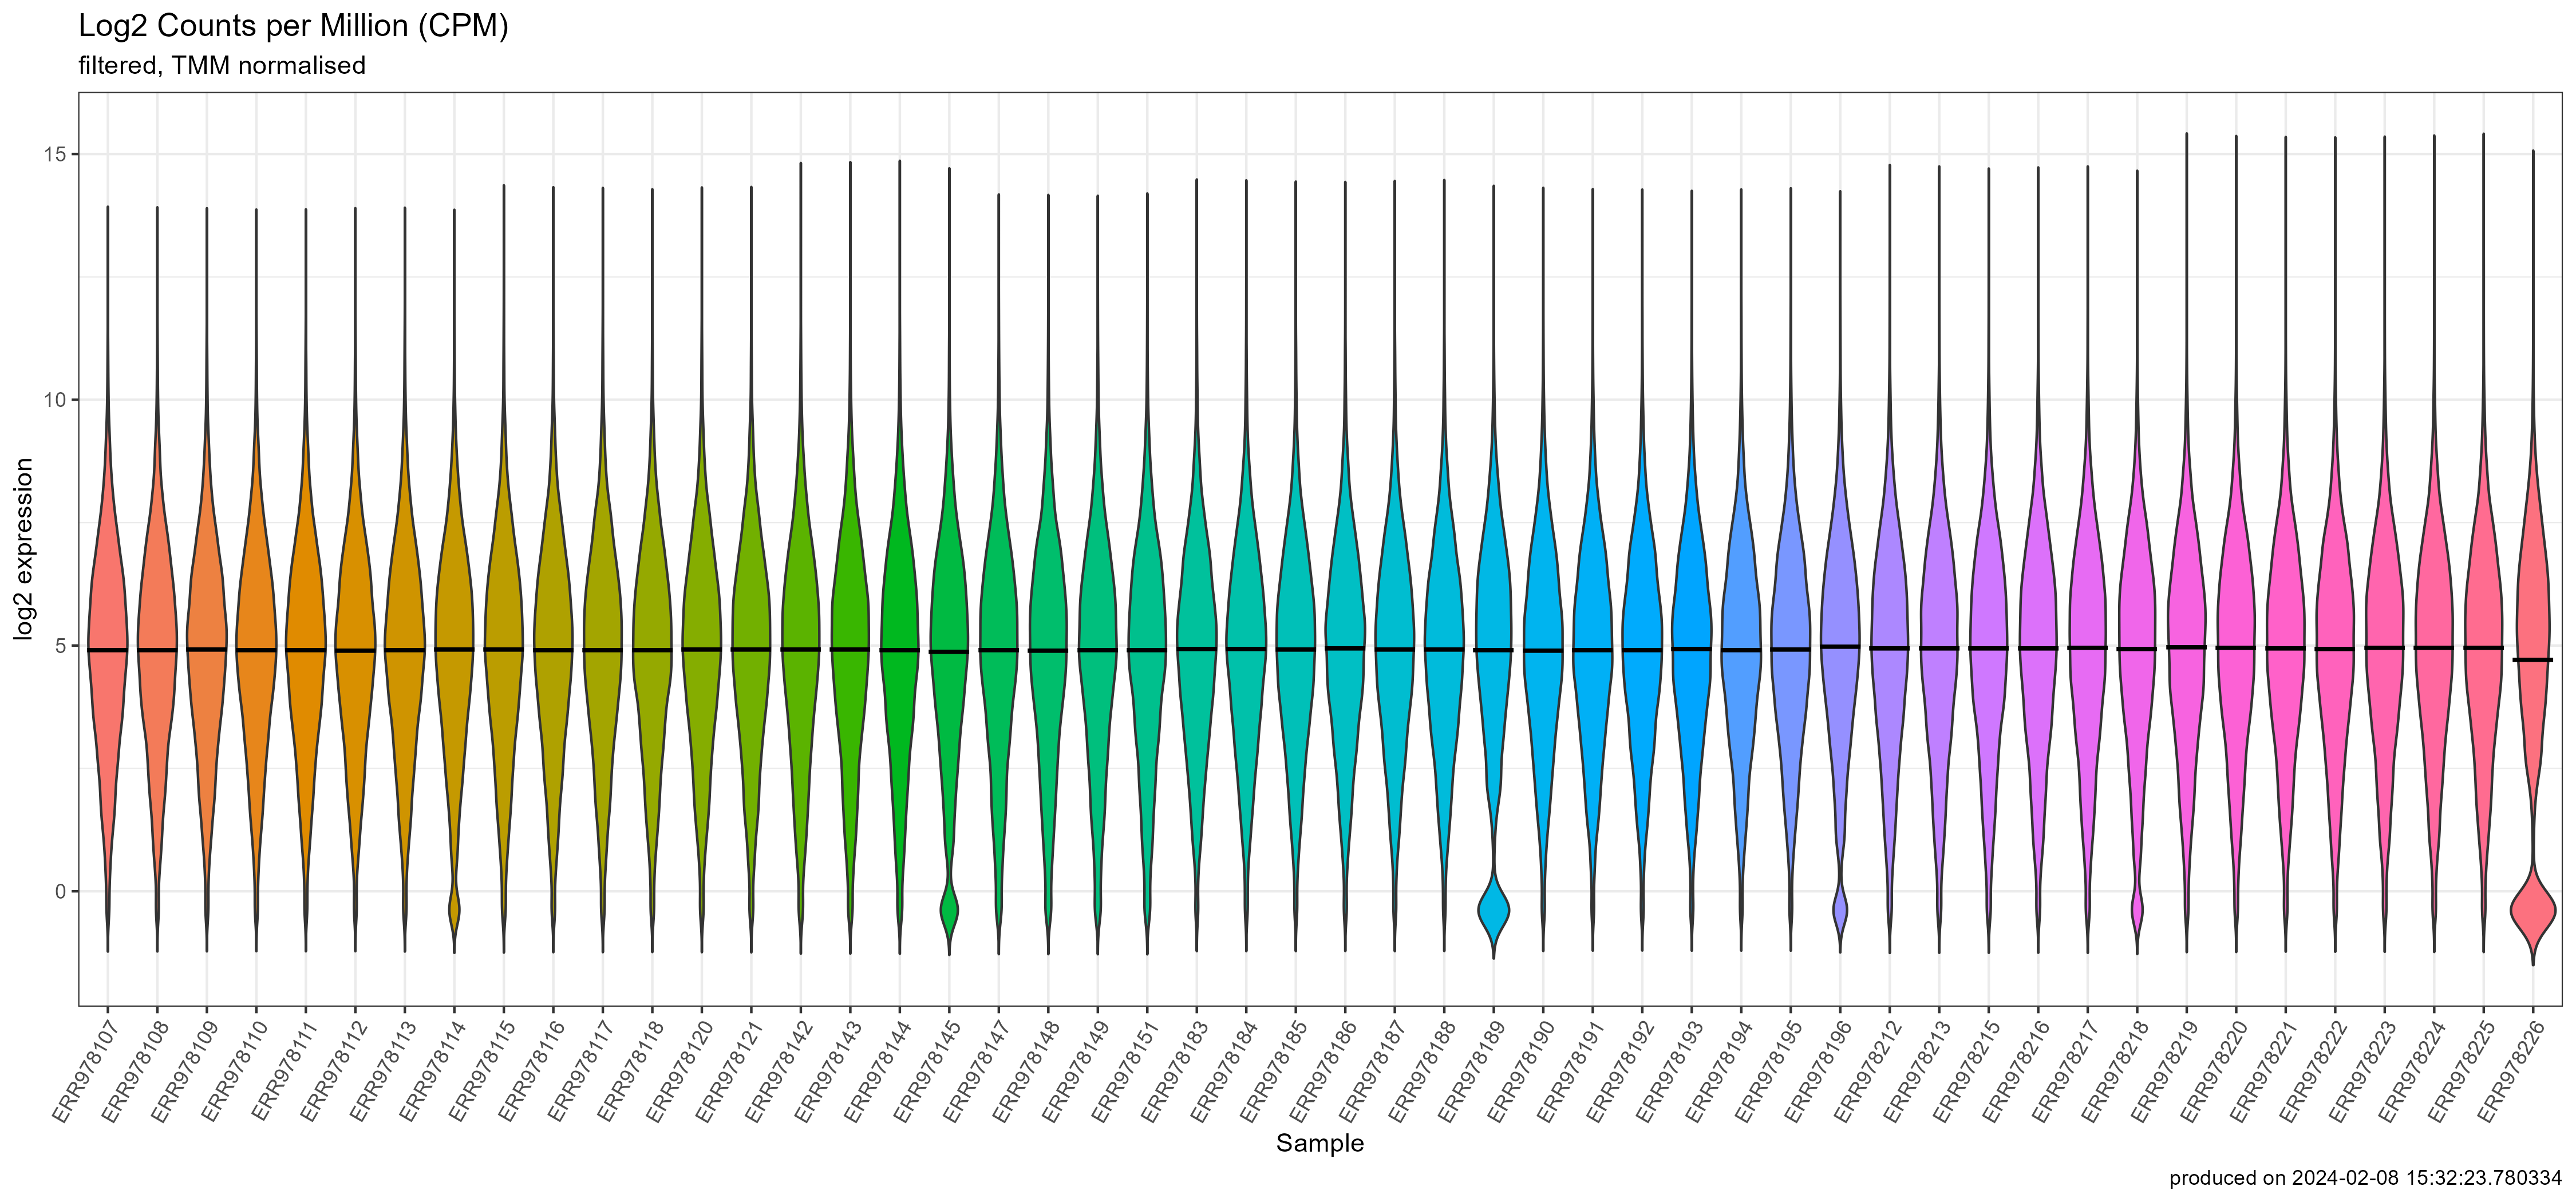 Log2 Counts per Million (CPM)
filtered, TMM normalised
15
10
5
0
log2 expression
ERR978107
ERR978108
ERR978109
ERR978110
ERR978111
ERR978112
ERR978113
ERR978114
ERR978115
ERR978116
ERR978117
ERR978118
ERR978120
ERR978121
ERR978142
ERR978143
ERR978144
ERR978145
ERR978147
ERR978148
ERR978149
ERR978151
ERR978183
ERR978184
ERR978185
ERR978186
ERR978187
ERR978188
ERR978189
ERR978190
ERR978191
ERR978192
ERR978193
ERR978194
ERR978195
ERR978196
ERR978212
ERR978213
ERR978215
ERR978216
ERR978217
ERR978218
ERR978219
ERR978220
ERR978221
ERR978222
ERR978223
ERR978224
ERR978225
ERR978226
Sample
produced on 2024-02-08 15:32:23.780334